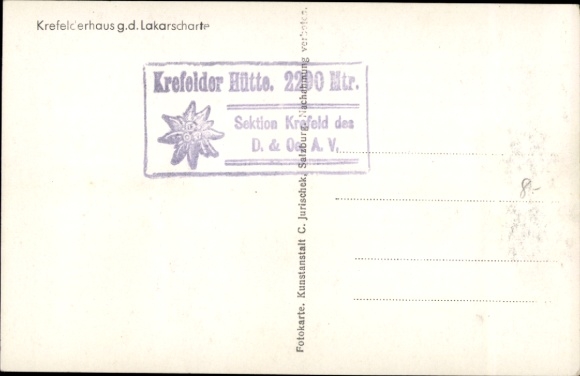 Krefelderhaus g.d. Lakarscharte
Krefelder Hütte. 2290 Mtr.
Sektion Krefeld des
D. & Oe. A. V.
Fotokarte. Kunstanstalt C. Jurischek, Salzburg. Nachahmung verboten.
8.-